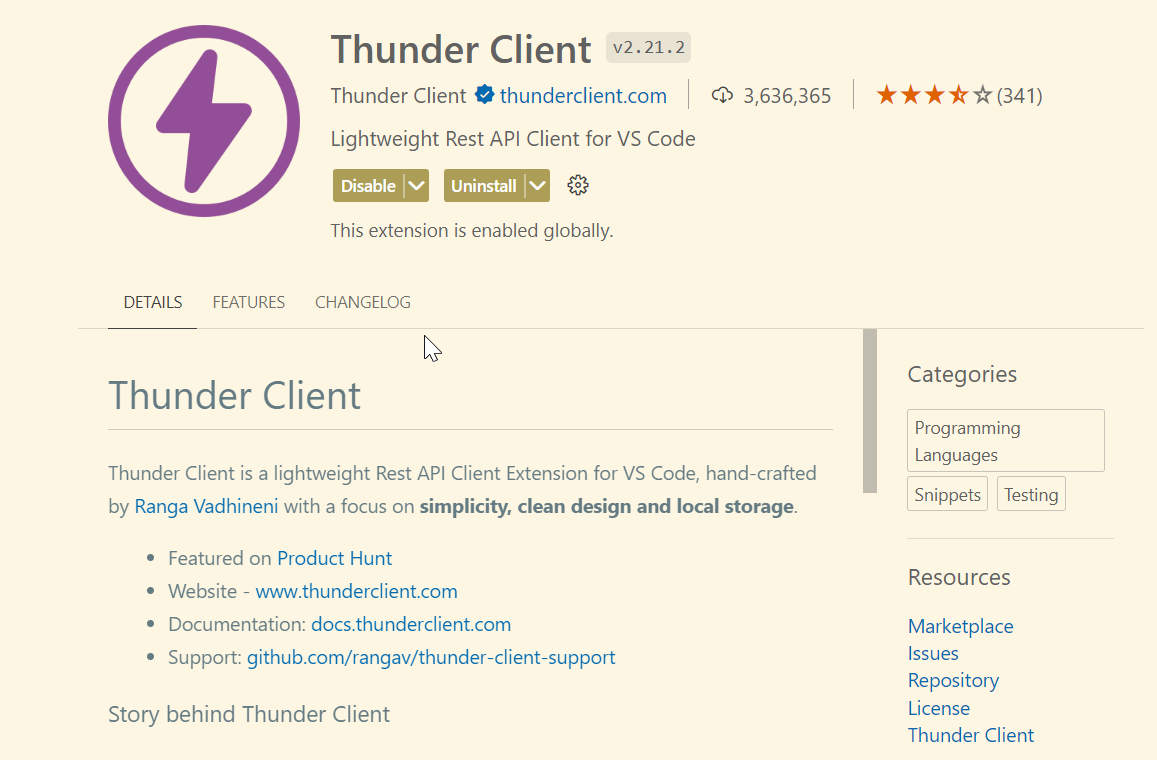 Thunder Client v2.21.2
Thunder Client thunderclient.com 3,636,365 (341)
Lightweight Rest API Client for VS Code
Disable Uninstall
This extension is enabled globally.
DETAILS FEATURES CHANGELOG
Thunder Client
Thunder Client is a lightweight Rest API Client Extension for VS Code, hand-crafted
by Ranga Vadhineni with a focus on simplicity, clean design and local storage.
Featured on Product Hunt
Website - www.thunderclient.com
Documentation: docs.thunderclient.com
Support: github.com/rangav/thunder-client-support
Story behind Thunder Client
Categories
Programming
Languages
Snippets Testing
Resources
Marketplace
Issues
Repository
License
Thunder Client